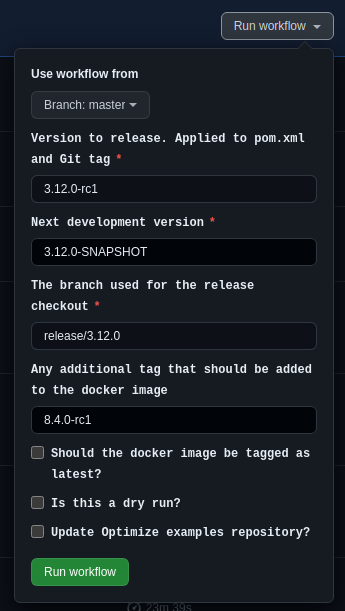 Run workflow
Use workflow from
Branch: master
Version to release. Applied to pom.xml
and Git tag *
3.12.0-rc1
Next development version *
3.12.0-SNAPSHOT
The branch used for the release
checkout *
release/3.12.0
Any additional tag that should be added
to the docker image
8.4.0-rc1
Should the docker image be tagged as
latest?
Is this a dry run?
Update Optimize examples repository?
Run workflow
23m 39s